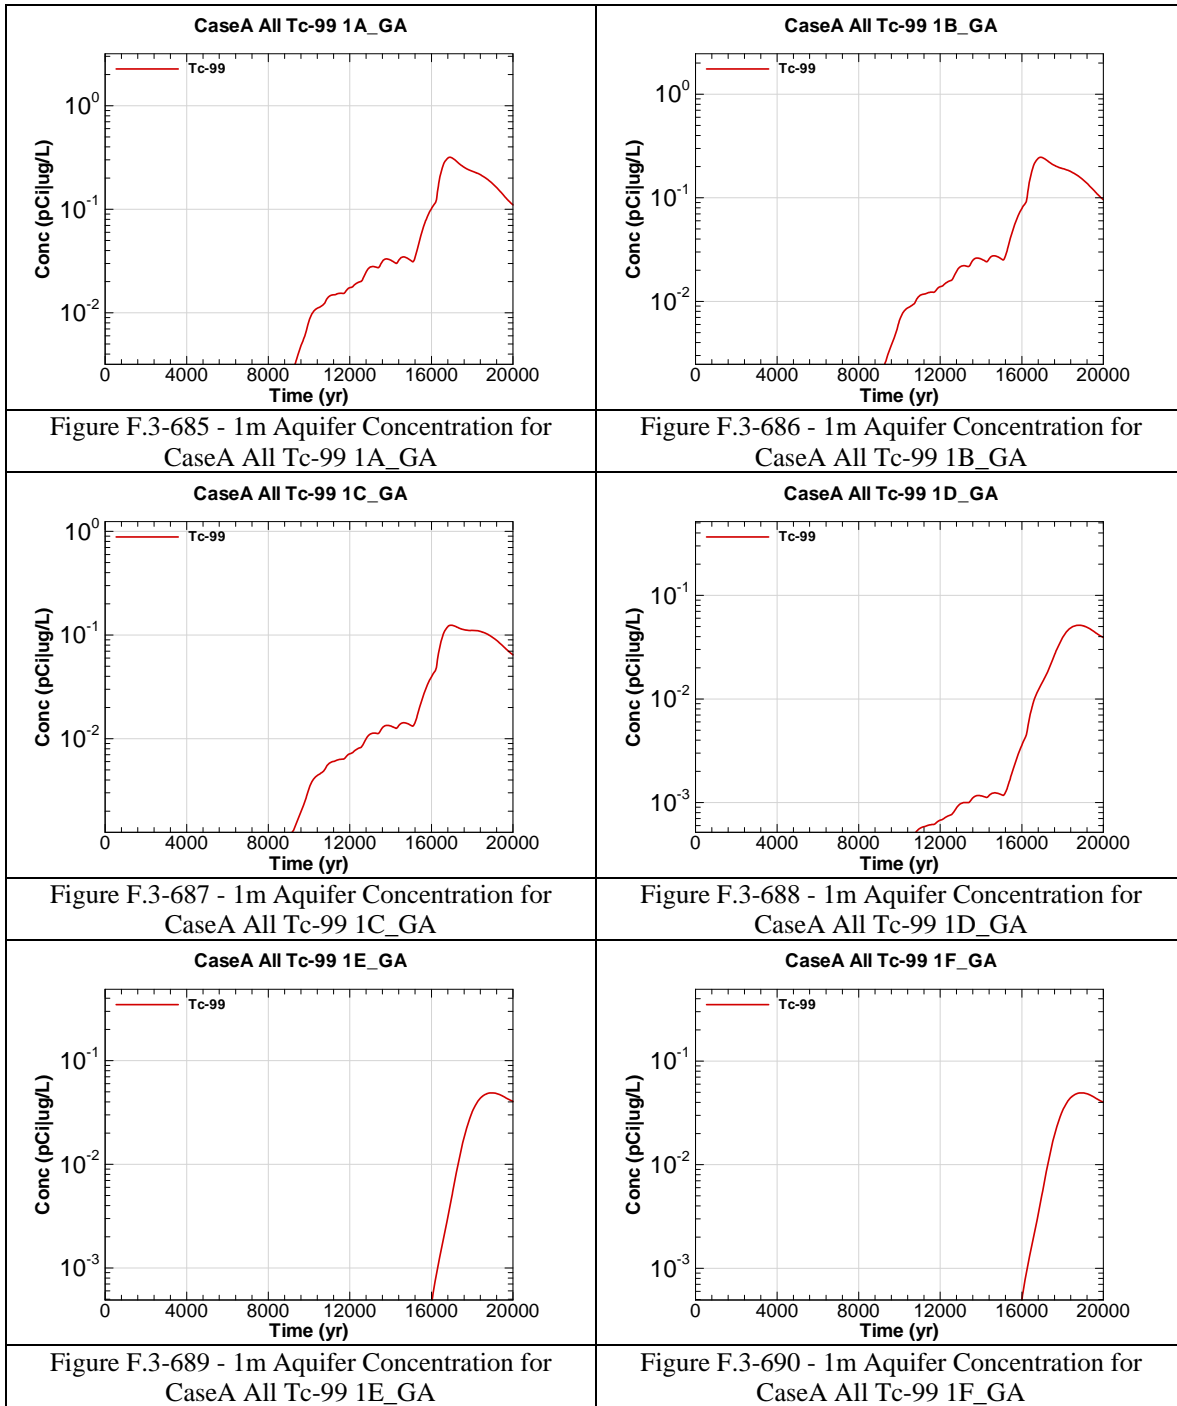 CaseA All Tc-99 1A_GA
Tc-99
10^0
10^-1
10^-2
Conc (pCi|ug/L)
0 4000 8000 12000 16000 20000
Time (yr)
Figure F.3-685 - 1m Aquifer Concentration for
CaseA All Tc-99 1A_GA
CaseA All Tc-99 1B_GA
Tc-99
10^0
10^-1
10^-2
Conc (pCi|ug/L)
0 4000 8000 12000 16000 20000
Time (yr)
Figure F.3-686 - 1m Aquifer Concentration for
CaseA All Tc-99 1B_GA
CaseA All Tc-99 1C_GA
Tc-99
10^0
10^-1
10^-2
Conc (pCi|ug/L)
0 4000 8000 12000 16000 20000
Time (yr)
Figure F.3-687 - 1m Aquifer Concentration for
CaseA All Tc-99 1C_GA
CaseA All Tc-99 1D_GA
Tc-99
10^-1
10^-2
10^-3
Conc (pCi|ug/L)
0 4000 8000 12000 16000 20000
Time (yr)
Figure F.3-688 - 1m Aquifer Concentration for
CaseA All Tc-99 1D_GA
CaseA All Tc-99 1E_GA
Tc-99
10^-1
10^-2
10^-3
Conc (pCi|ug/L)
0 4000 8000 12000 16000 20000
Time (yr)
Figure F.3-689 - 1m Aquifer Concentration for
CaseA All Tc-99 1E_GA
CaseA All Tc-99 1F_GA
Tc-99
10^-1
10^-2
10^-3
Conc (pCi|ug/L)
0 4000 8000 12000 16000 20000
Time (yr)
Figure F.3-690 - 1m Aquifer Concentration for
CaseA All Tc-99 1F_GA